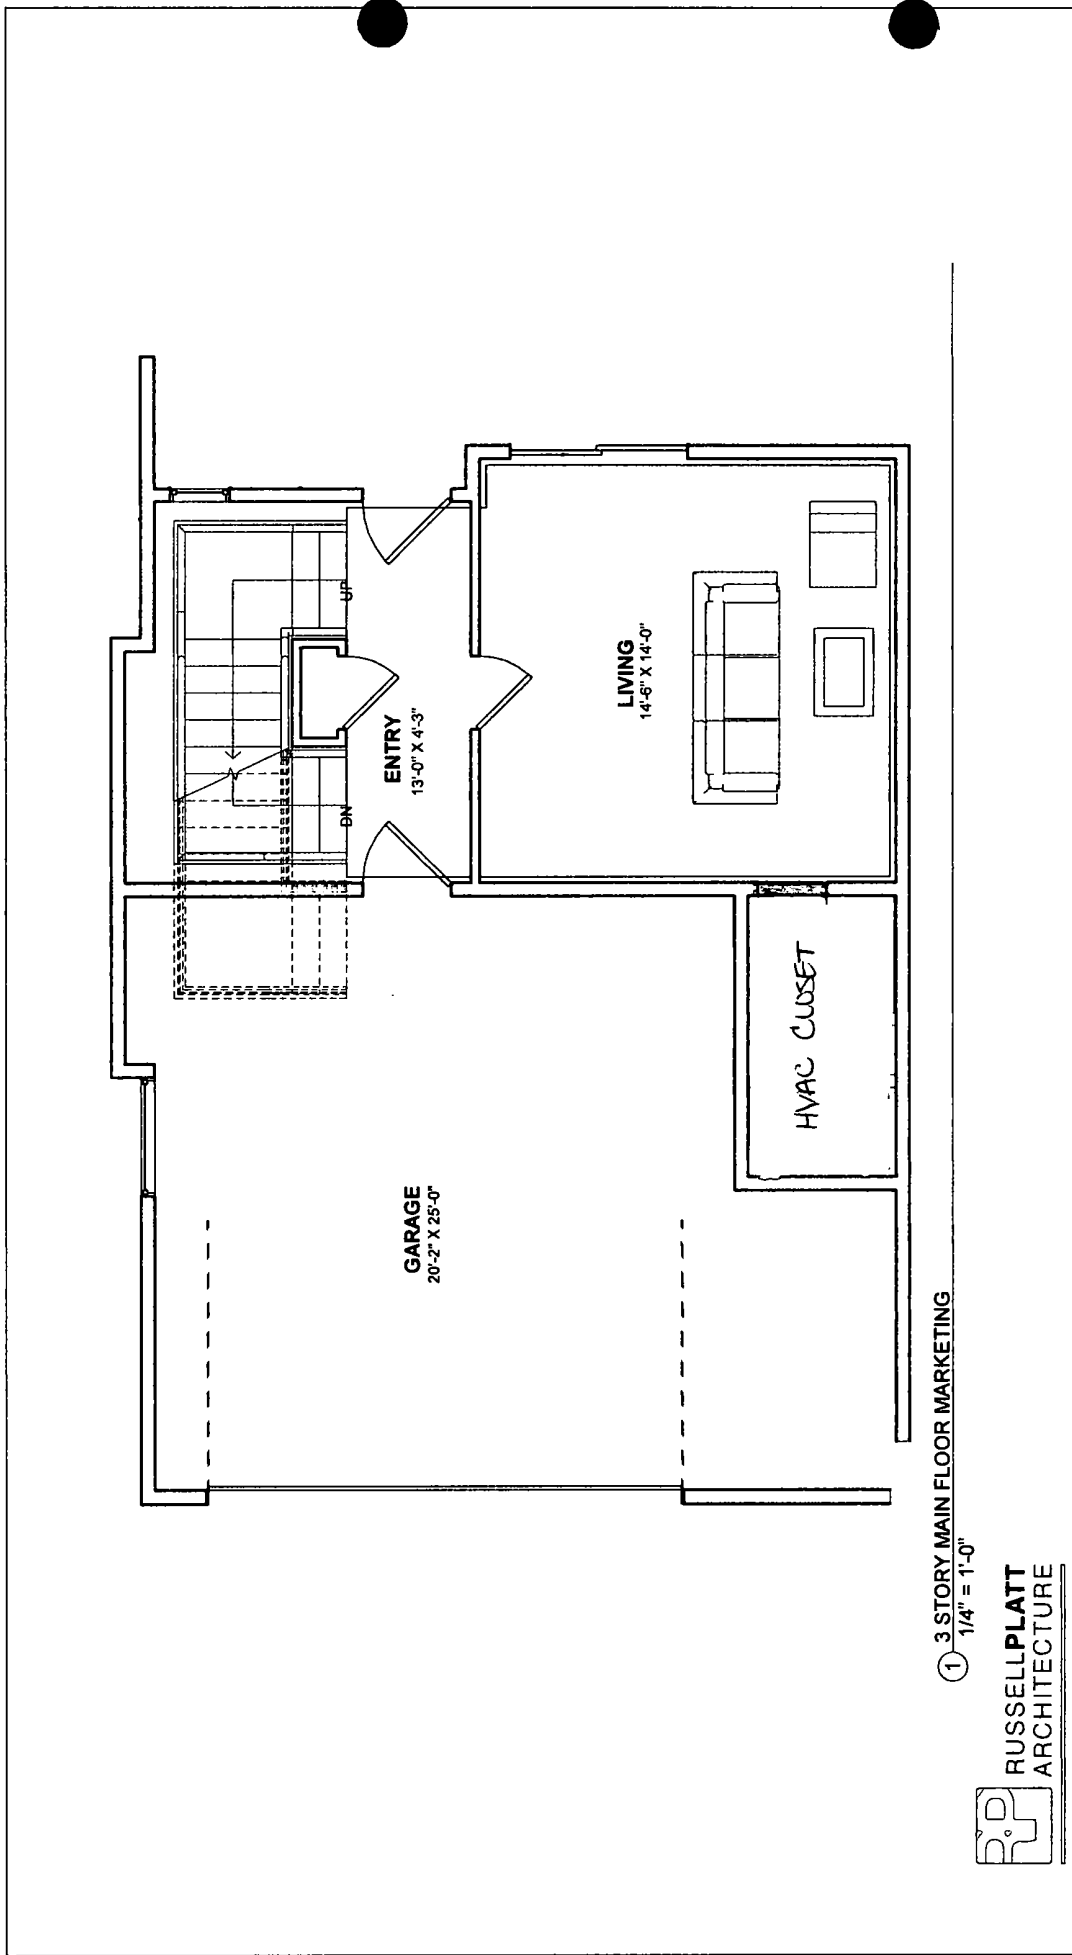 UP
DN
ENTRY
13'-0" X 4'-3"
LIVING
14'-6" X 14'-0"
GARAGE
20'-2" X 25'-0"
HVAC CLOSET
1
3 STORY MAIN FLOOR MARKETING
1/4" = 1'-0"
RP
RUSSELLPLATT
ARCHITECTURE